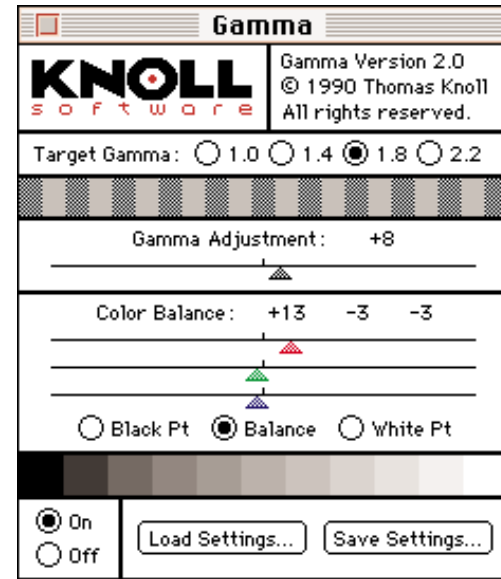 Gamma
KNOLL
software
Gamma Version 2.0
© 1990 Thomas Knoll
All rights reserved.
Target Gamma: 1.0 1.4 1.8 2.2
Gamma Adjustment: +8
Color Balance: +13 -3 -3
Black Pt Balance White Pt
On
Off
Load Settings... Save Settings...